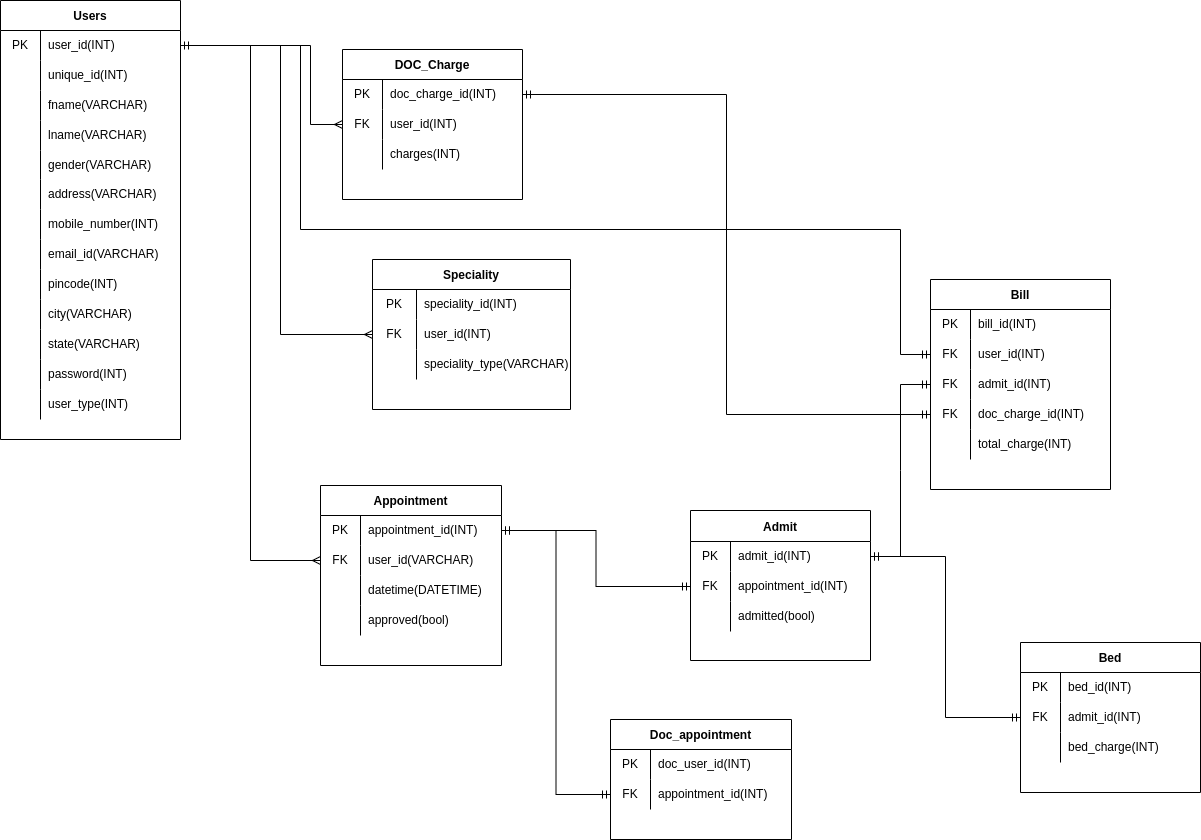 Users
PK user_id(INT)
unique_id(INT)
fname(VARCHAR)
lname(VARCHAR)
gender(VARCHAR)
address(VARCHAR)
mobile_number(INT)
email_id(VARCHAR)
pincode(INT)
city(VARCHAR)
state(VARCHAR)
password(INT)
user_type(INT)
DOC_Charge
PK doc_charge_id(INT)
FK user_id(INT)
charges(INT)
Speciality
PK speciality_id(INT)
FK user_id(INT)
speciality_type(VARCHAR)
Bill
PK bill_id(INT)
FK user_id(INT)
FK admit_id(INT)
FK doc_charge_id(INT)
total_charge(INT)
Appointment
PK appointment_id(INT)
FK user_id(VARCHAR)
datetime(DATETIME)
approved(bool)
Admit
PK admit_id(INT)
FK appointment_id(INT)
admitted(bool)
Bed
PK bed_id(INT)
FK admit_id(INT)
bed_charge(INT)
Doc_appointment
PK doc_user_id(INT)
FK appointment_id(INT)